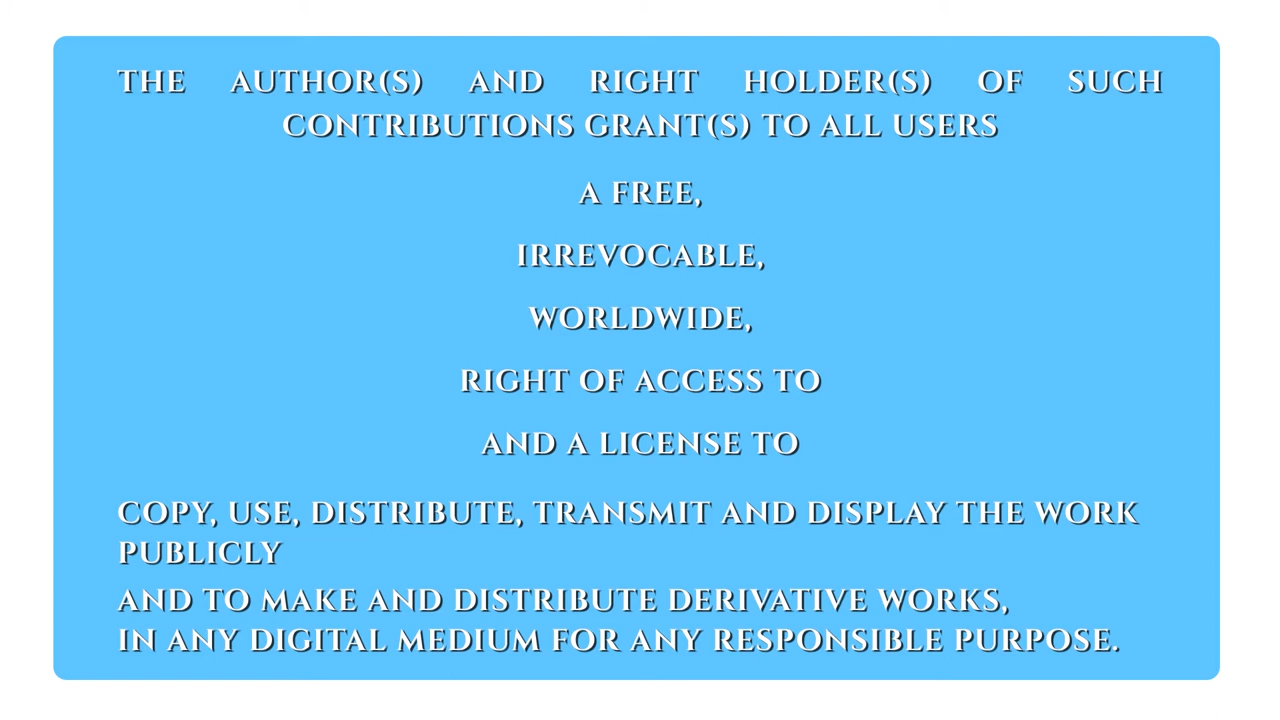 THE AUTHOR(S) AND RIGHT HOLDER(S) OF SUCH
CONTRIBUTIONS GRANT(S) TO ALL USERS
A FREE,
IRREVOCABLE,
WORLDWIDE,
RIGHT OF ACCESS TO
AND A LICENSE TO
COPY, USE, DISTRIBUTE, TRANSMIT AND DISPLAY THE WORK
PUBLICLY
AND TO MAKE AND DISTRIBUTE DERIVATIVE WORKS,
IN ANY DIGITAL MEDIUM FOR ANY RESPONSIBLE PURPOSE.